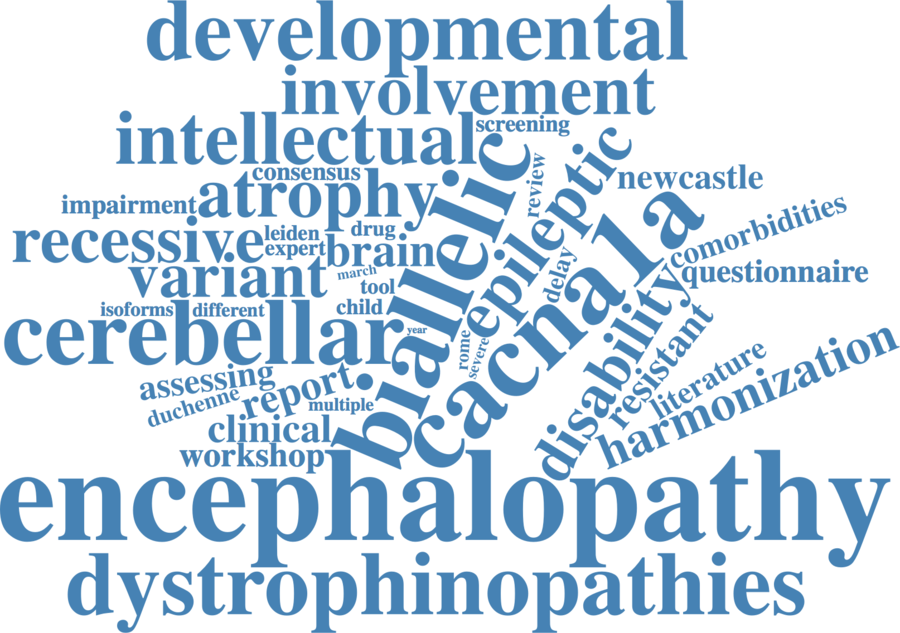 developmental
involvement
intellectual
screening
consensus
atrophy
impairment
recessive
leiden
expert
drug
brain
variant
march
tool
isoforms
different
child
cerebellar
year
biallelic
epileptic
review
delay
rome
severe
cacna1a
newcastle
comorbidities
questionnaire
disability
resistant
literature
harmonization
assessing
duchenne
report
multiple
clinical
workshop
encephalopathy
dystrophinopathies